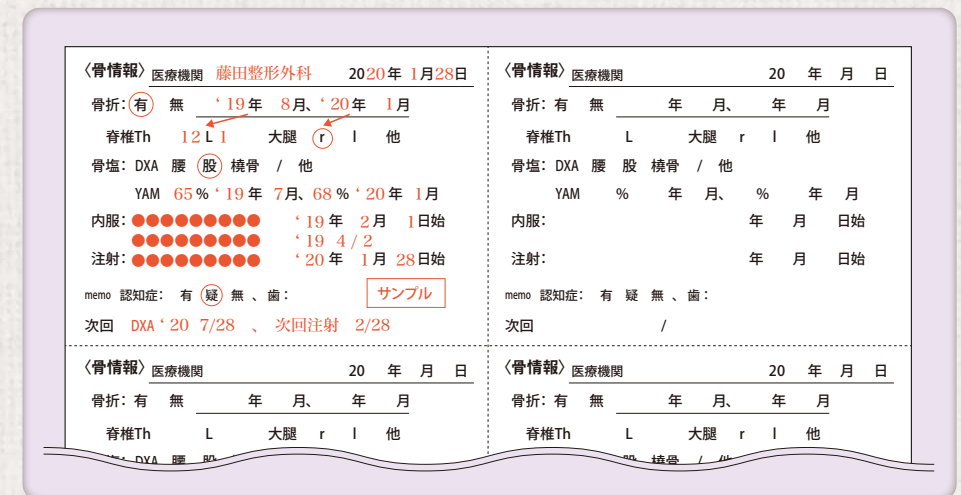 〈骨情報〉医療機関 藤田整形外科 2020年 1月28日
骨折：有 無 ‘19年 8月、‘20年 1月
脊椎Th 12 L 1 大腿 r l 他
骨塩：DXA 腰 股 橈骨 / 他
YAM 65%‘19年 7月、68%‘20年 1月
内服：●●●●●●●●● ‘19年 2月 1日始
●●●●●●●●● ‘19 4/2
注射：●●●●●●●●● ‘20年 1月 28日始
memo 認知症： 有 疑 無 、歯：
サンプル
次回 DXA‘20 7/28 、 次回注射 2/28
〈骨情報〉医療機関 20 年 月 日
骨折：有 無 年 月、 年 月
脊椎Th L 大腿 r l 他
骨塩：DXA 腰 股 橈骨 / 他
YAM % 年 月、 % 年 月
内服： 年 月 日始
注射： 年 月 日始
memo 認知症： 有 疑 無 、歯：
次回 /
〈骨情報〉医療機関 20 年 月 日
骨折：有 無 年 月、 年 月
脊椎Th L 大腿 r l 他
〈骨情報〉医療機関 20 年 月 日
骨折：有 無 年 月、 年 月
脊椎Th L 大腿 r l 他